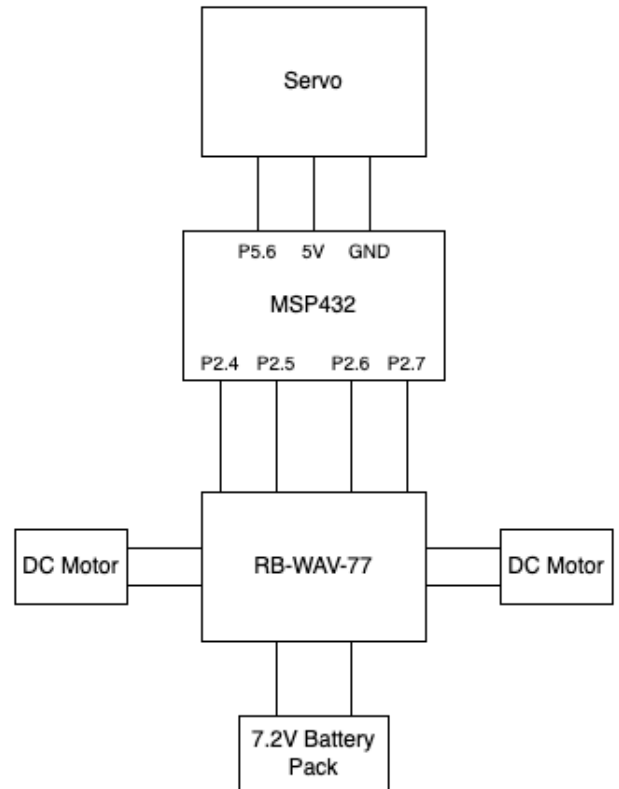 Servo
P5.6 5V GND
MSP432
P2.4 P2.5 P2.6 P2.7
DC Motor
RB-WAV-77
DC Motor
7.2V Battery
Pack